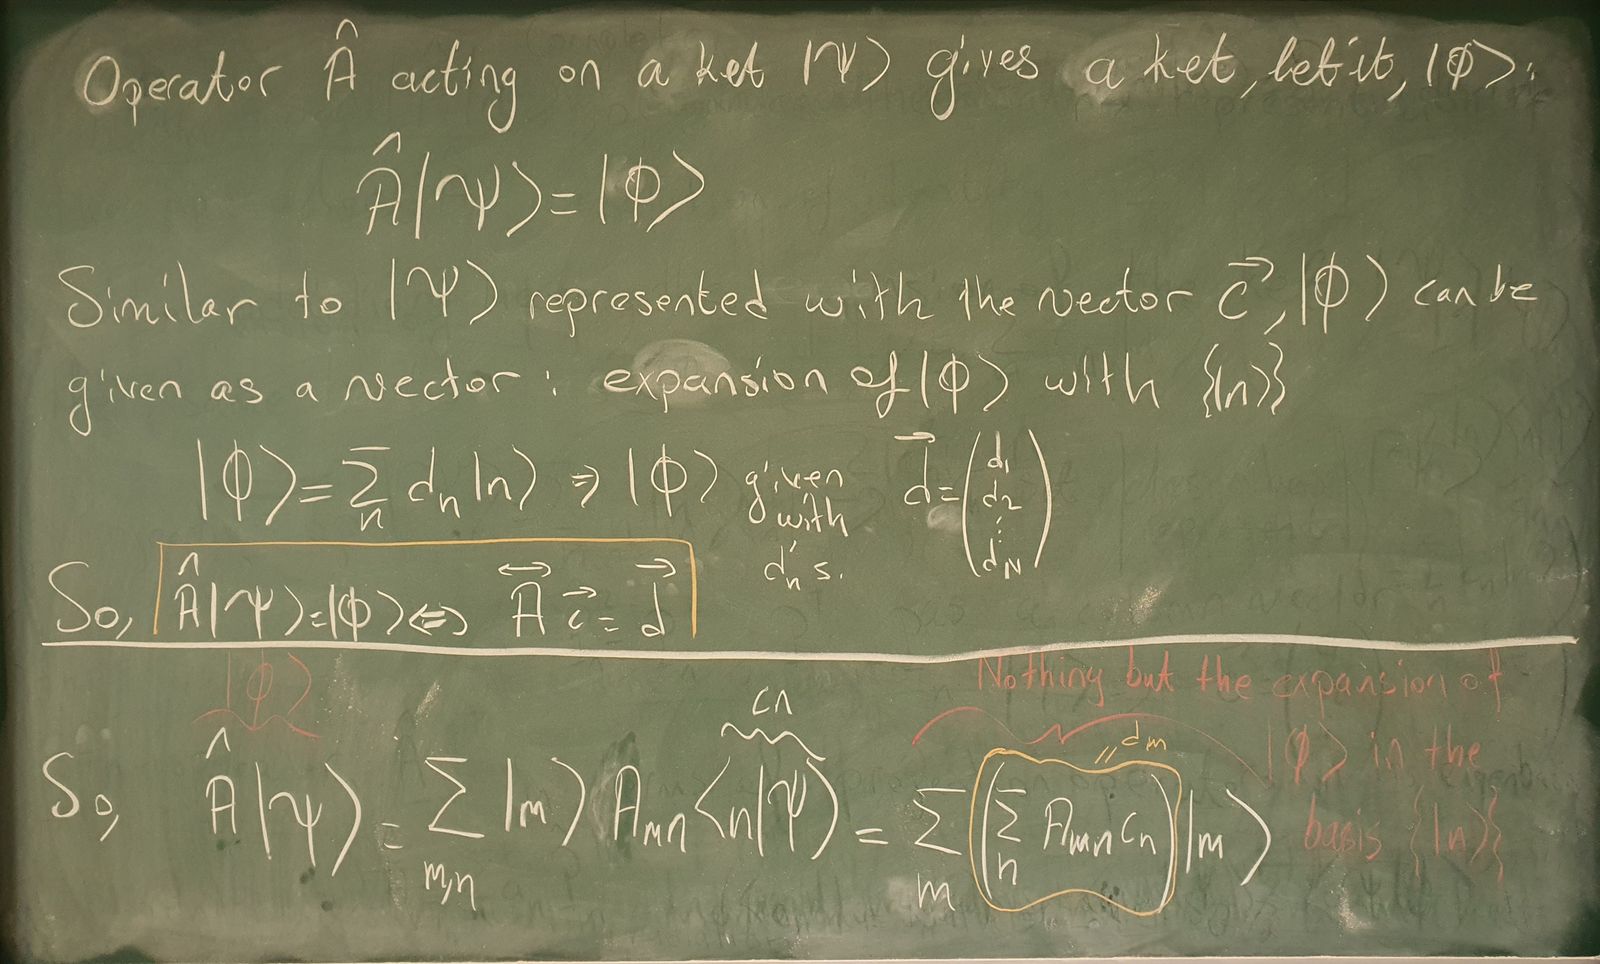 Operator Â acting on a ket |Ψ⟩ gives a ket, let it, |Φ⟩:
Â|Ψ⟩ = |Φ⟩
Similar to |Ψ⟩ represented with the vector c⃗, |Φ⟩ can be
given as a vector : expansion of |Φ⟩ with {|n⟩}
|Φ⟩ = Σ_n d_n |n⟩ ⇒ |Φ⟩ given with d_n's. d⃗ = (d_1 d_2 ⋮ d_N)
So, Â|Ψ⟩ = |Φ⟩ ⇔ A⃡ c⃗ = d⃗
|Φ⟩ Nothing but the expansion of
c_n
|Φ⟩ in the
= d_m
So, Â|Ψ⟩ = Σ_{m,n} |m⟩ A_mn ⟨n|Ψ⟩ = Σ_m (Σ_n A_mn c_n) |m⟩ basis {|n⟩}